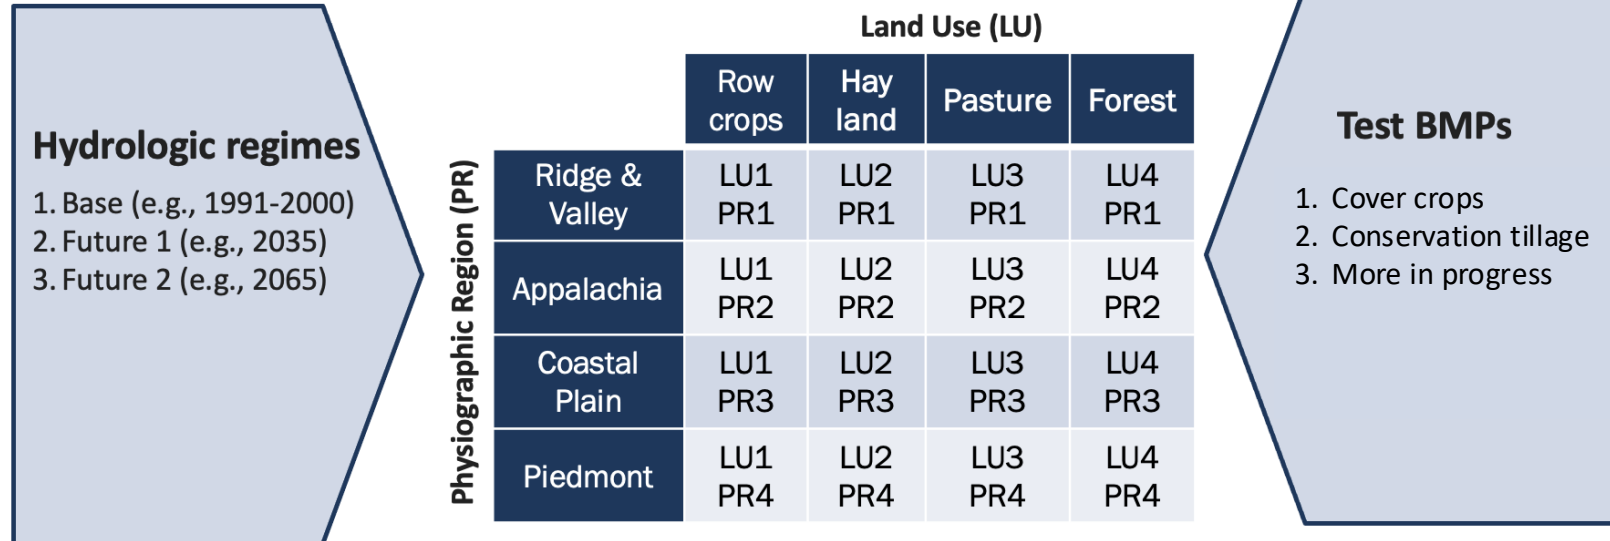 Hydrologic regimes
1. Base (e.g., 1991-2000)
2. Future 1 (e.g., 2035)
3. Future 2 (e.g., 2065)
Land Use (LU)
Physiographic Region (PR)
Row
crops
Hay
land
Pasture
Forest
Ridge &
Valley
LU1
PR1
LU2
PR1
LU3
PR1
LU4
PR1
Appalachia
LU1
PR2
LU2
PR2
LU3
PR2
LU4
PR2
Coastal
Plain
LU1
PR3
LU2
PR3
LU3
PR3
LU4
PR3
Piedmont
LU1
PR4
LU2
PR4
LU3
PR4
LU4
PR4
Test BMPs
1. Cover crops
2. Conservation tillage
3. More in progress